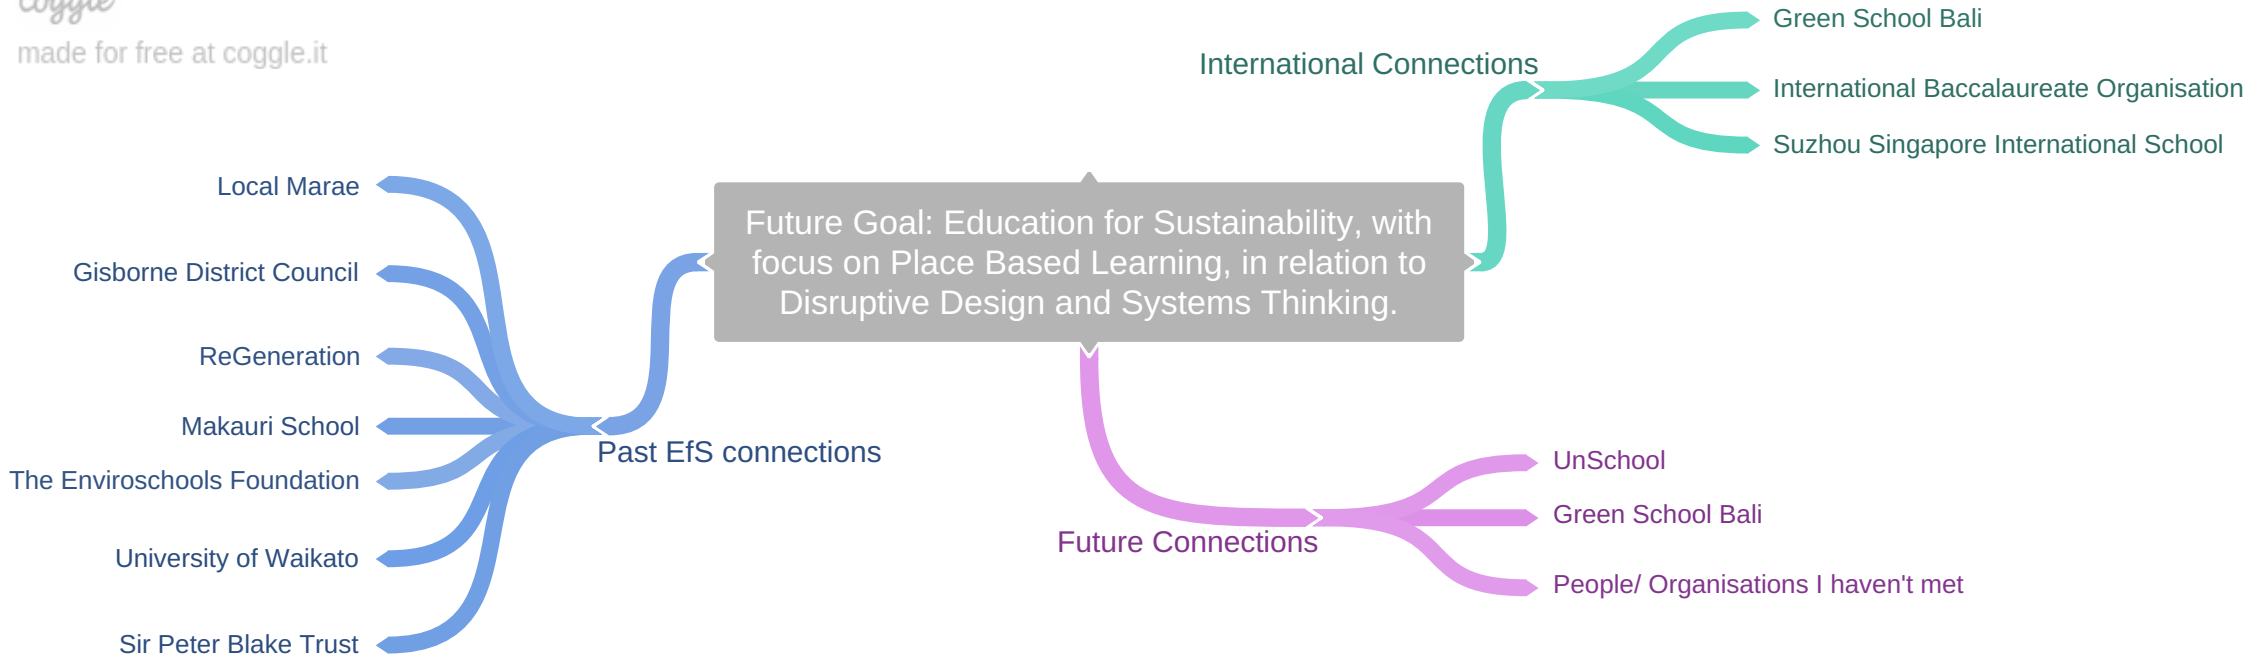 coggle
made for free at coggle.it
International Connections
Green School Bali
International Baccalaureate Organisation
Suzhou Singapore International School
Future Goal: Education for Sustainability, with
focus on Place Based Learning, in relation to
Disruptive Design and Systems Thinking.
Local Marae
Gisborne District Council
ReGeneration
Makauri School
The Enviroschools Foundation
University of Waikato
Sir Peter Blake Trust
Past EfS connections
Future Connections
UnSchool
Green School Bali
People/ Organisations I haven't met